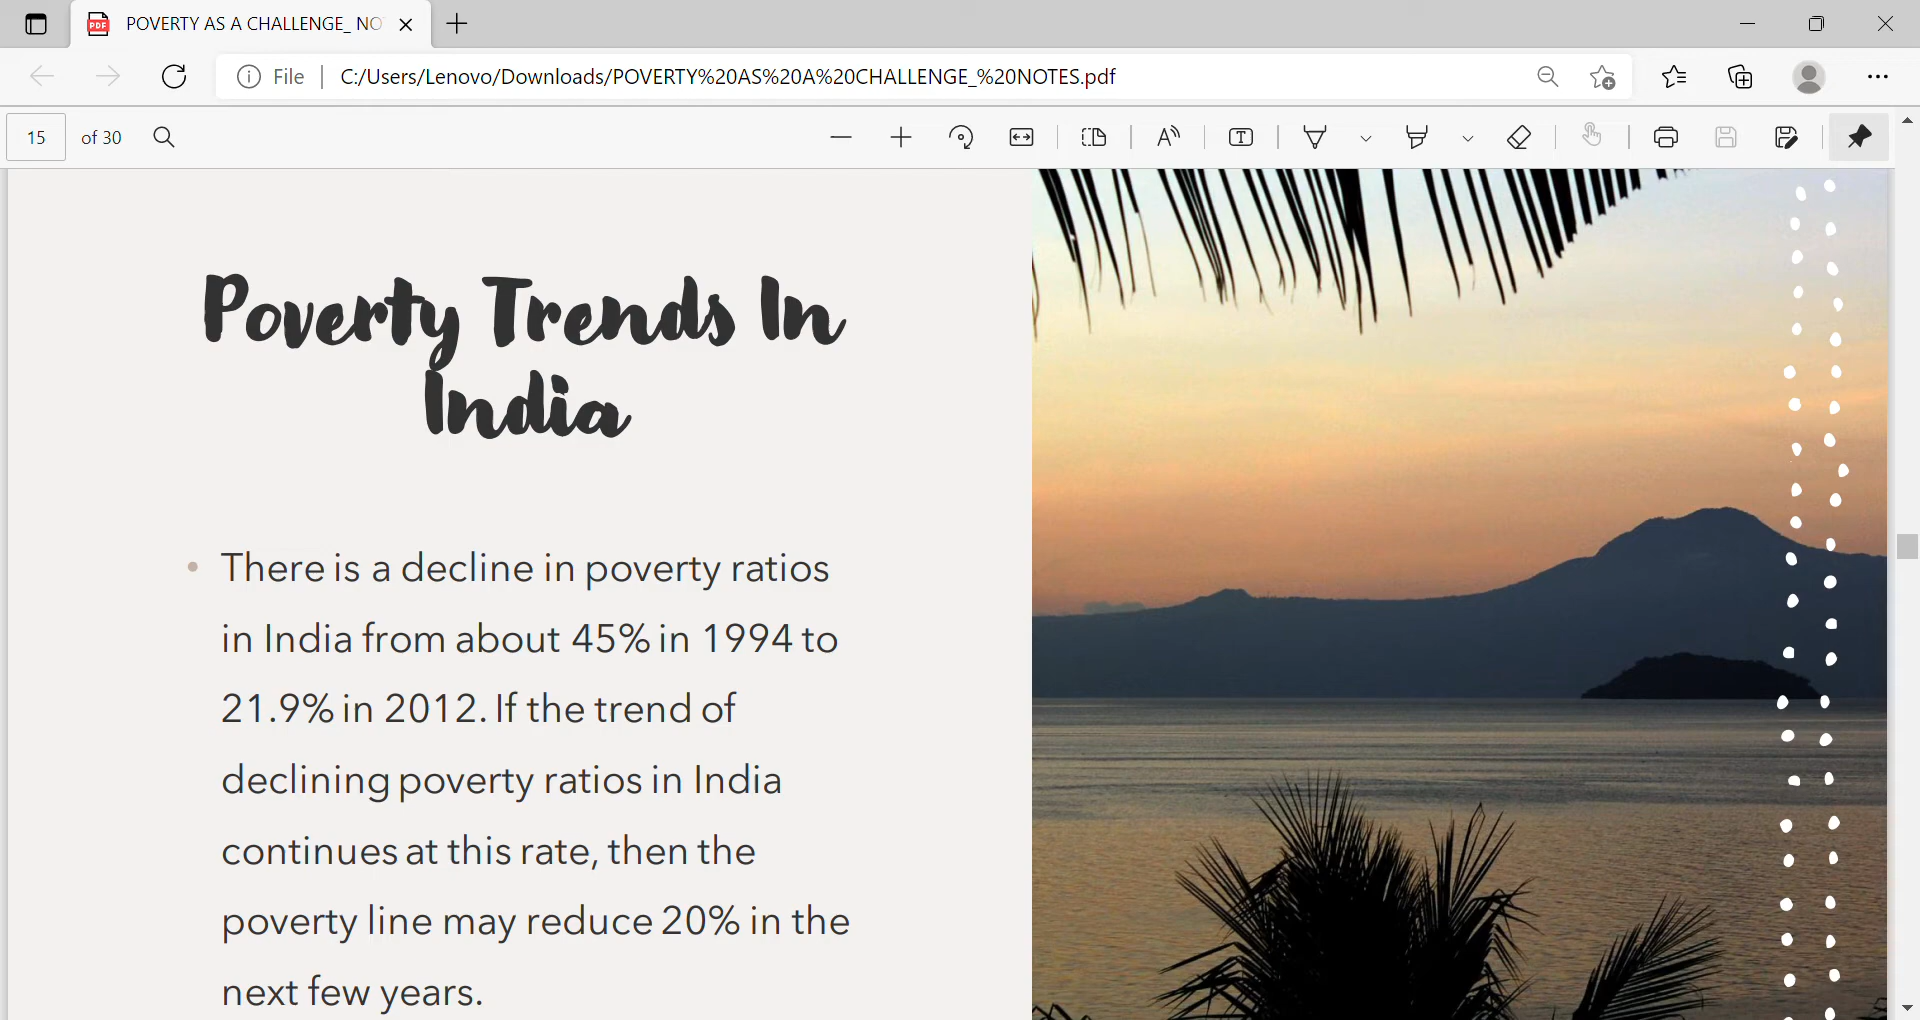 POVERTY AS A CHALLENGE_ NO
File
C:/Users/Lenovo/Downloads/POVERTY%20AS%20A%20CHALLENGE_%20NOTES.pdf
15 of 30
Poverty Trends In
India
• There is a decline in poverty ratios
in India from about 45% in 1994 to
21.9% in 2012. If the trend of
declining poverty ratios in India
continues at this rate, then the
poverty line may reduce 20% in the
next few years.